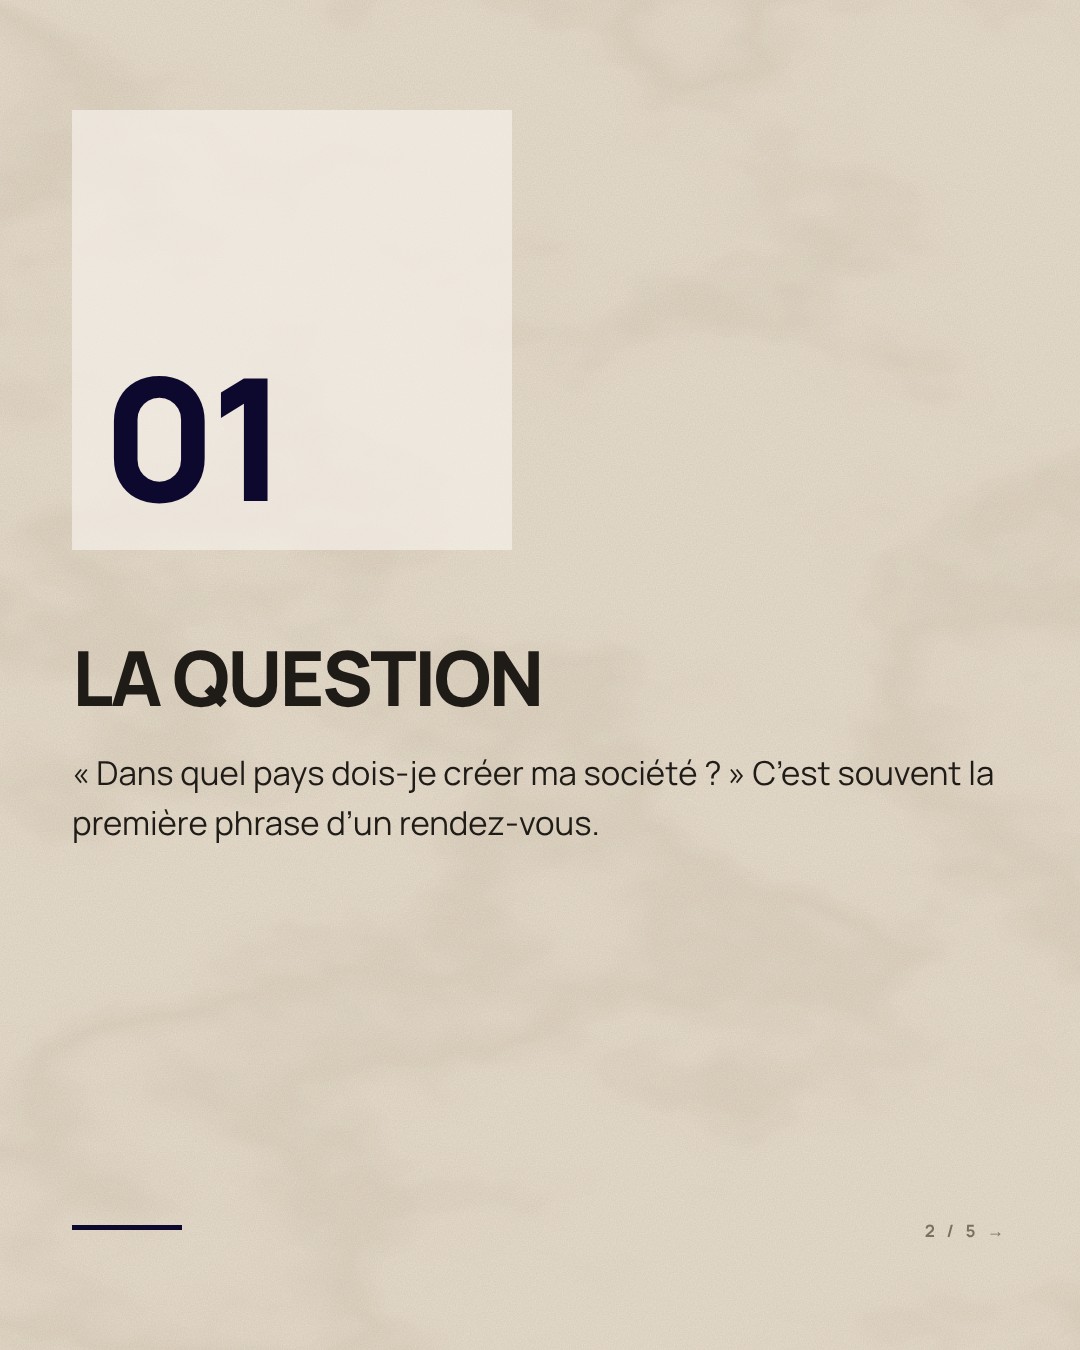 01
LA QUESTION
« Dans quel pays dois-je créer ma société ? » C’est souvent la
première phrase d’un rendez-vous.
2 / 5 →